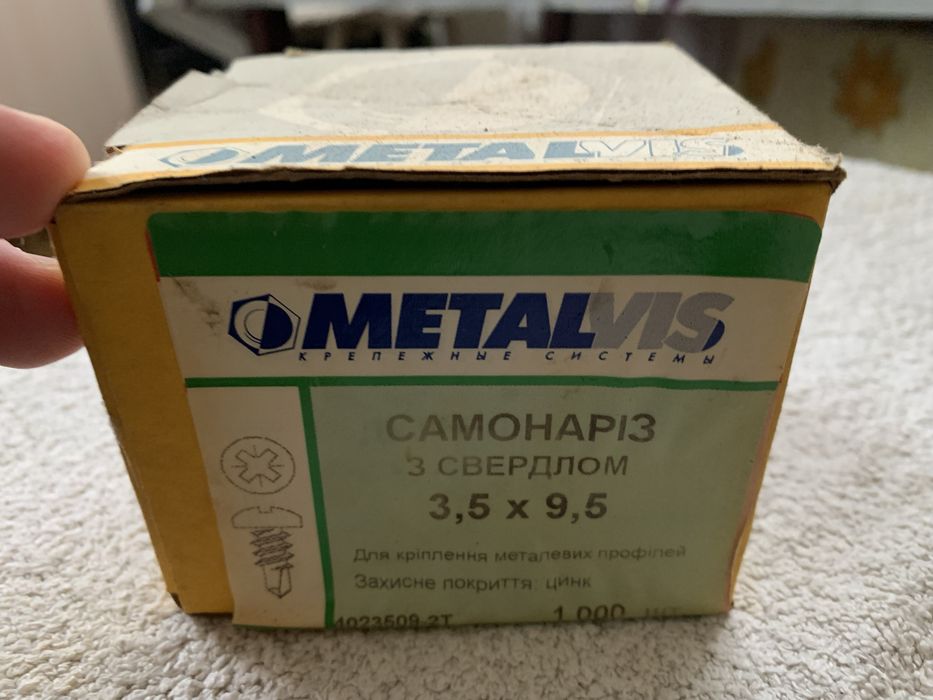 METALVIS
METALVIS
КРЕПЕЖНЫЕ СИСТЕМЫ
САМОНАРІЗ
З СВЕРДЛОМ
3,5 х 9,5
Для кріплення металевих профілей
Захисне покриття: цинк
4023509-2T 1 000 шт.